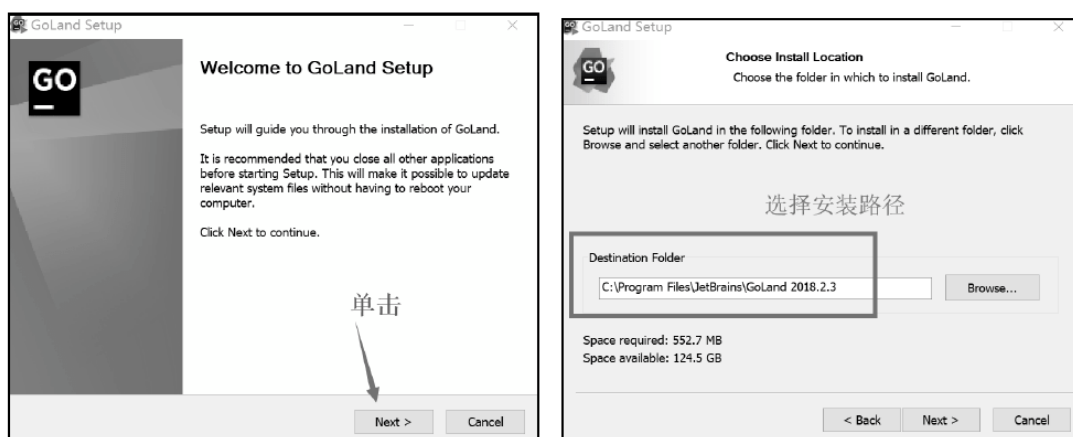 GoLand Setup
GO
Welcome to GoLand Setup
Setup will guide you through the installation of GoLand.
It is recommended that you close all other applications
before starting Setup. This will make it possible to update
relevant system files without having to reboot your
computer.
Click Next to continue.
单击
Next >
Cancel
GoLand Setup
GO
Choose Install Location
Choose the folder in which to install GoLand.
Setup will install GoLand in the following folder. To install in a different folder, click
Browse and select another folder. Click Next to continue.
选择安装路径
Destination Folder
C:\Program Files\JetBrains\GoLand 2018.2.3
Browse...
Space required: 552.7 MB
Space available: 124.5 GB
< Back
Next >
Cancel